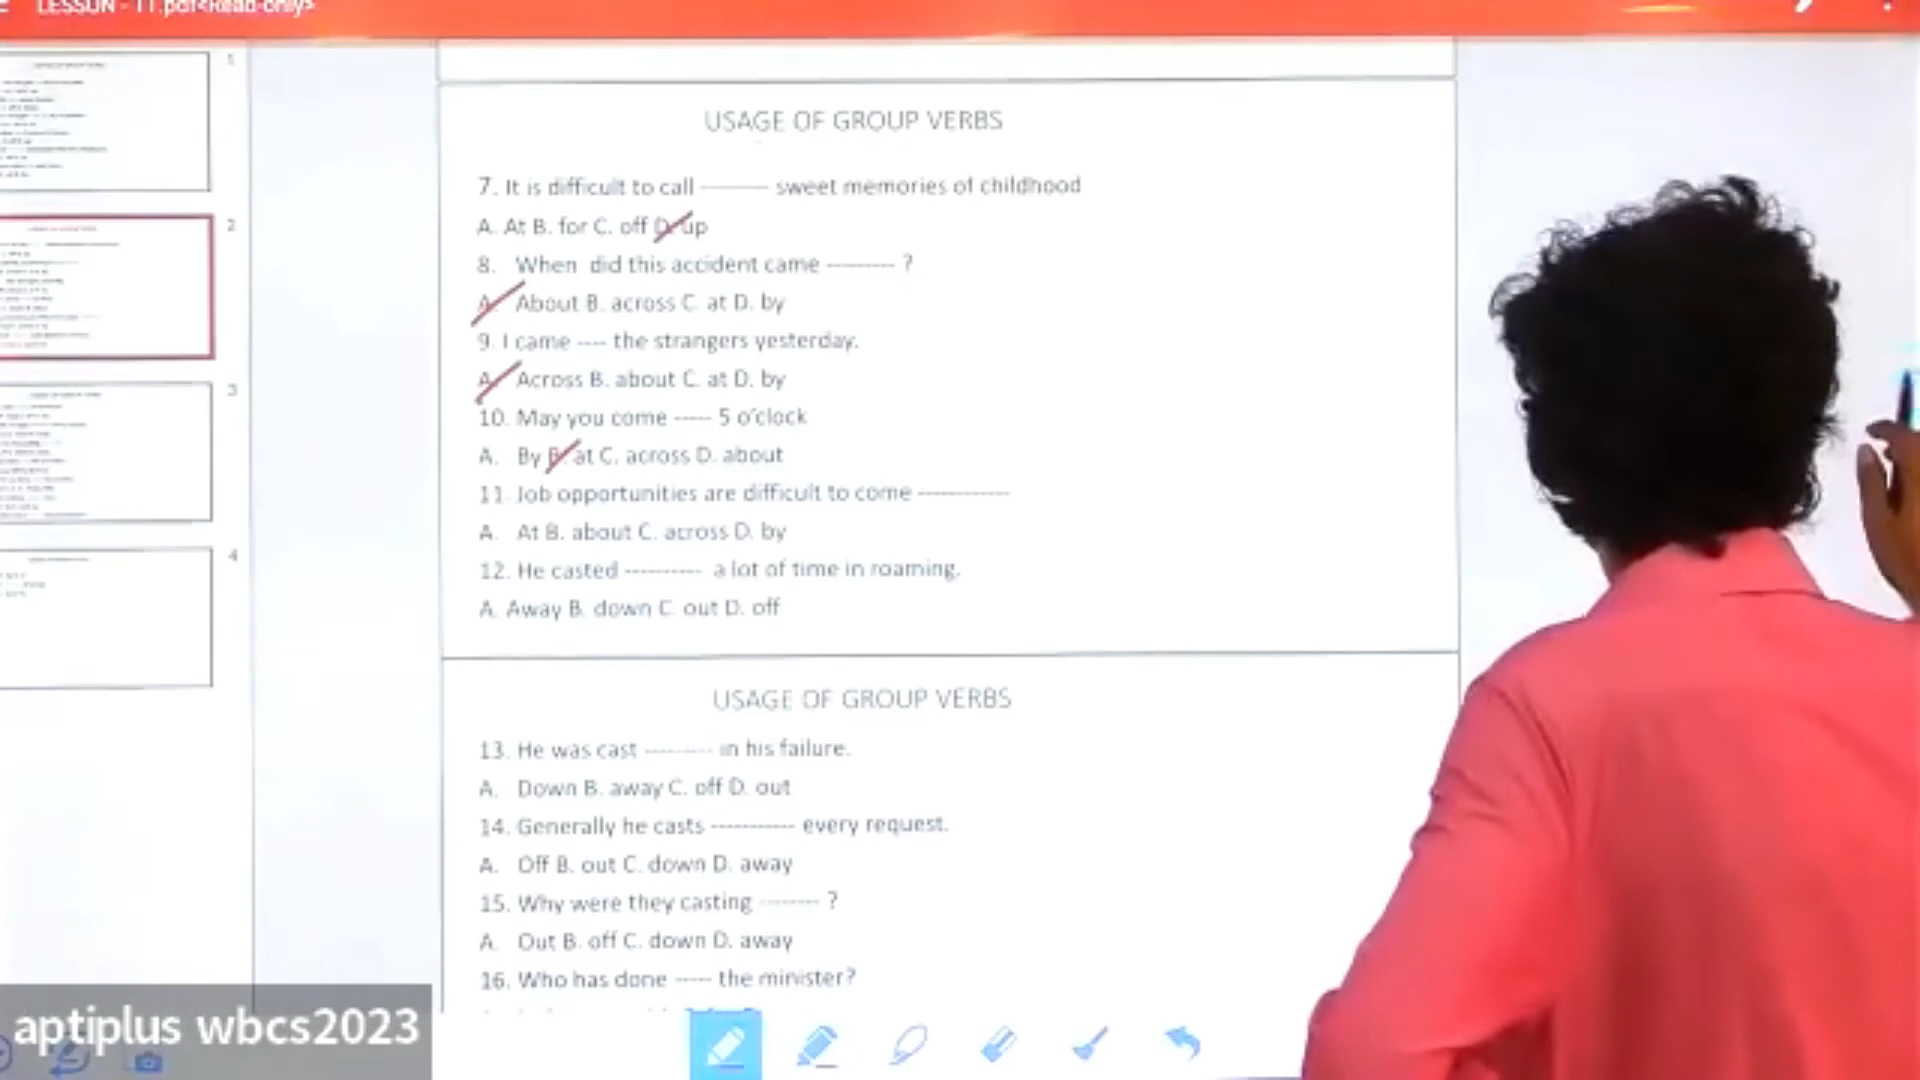 LESSON - 11.pdf<Read-only>
1
2
3
4
USAGE OF GROUP VERBS
7. It is difficult to call ---------- sweet memories of childhood
A. At B. for C. off D. up
8. When did this accident came ---------- ?
A. About B. across C. at D. by
9. I came ---- the strangers yesterday.
A. Across B. about C. at D. by
10. May you come ----- 5 o'clock
A. By B. at C. across D. about
11. Job opportunities are difficult to come ------------
A. At B. about C. across D. by
12. He casted ---------- a lot of time in roaming.
A. Away B. down C. out D. off
USAGE OF GROUP VERBS
13. He was cast --------- in his failure.
A. Down B. away C. off D. out
14. Generally he casts ----------- every request.
A. Off B. out C. down D. away
15. Why were they casting -------- ?
A. Out B. off C. down D. away
16. Who has done ----- the minister?
aptiplus wbcs2023